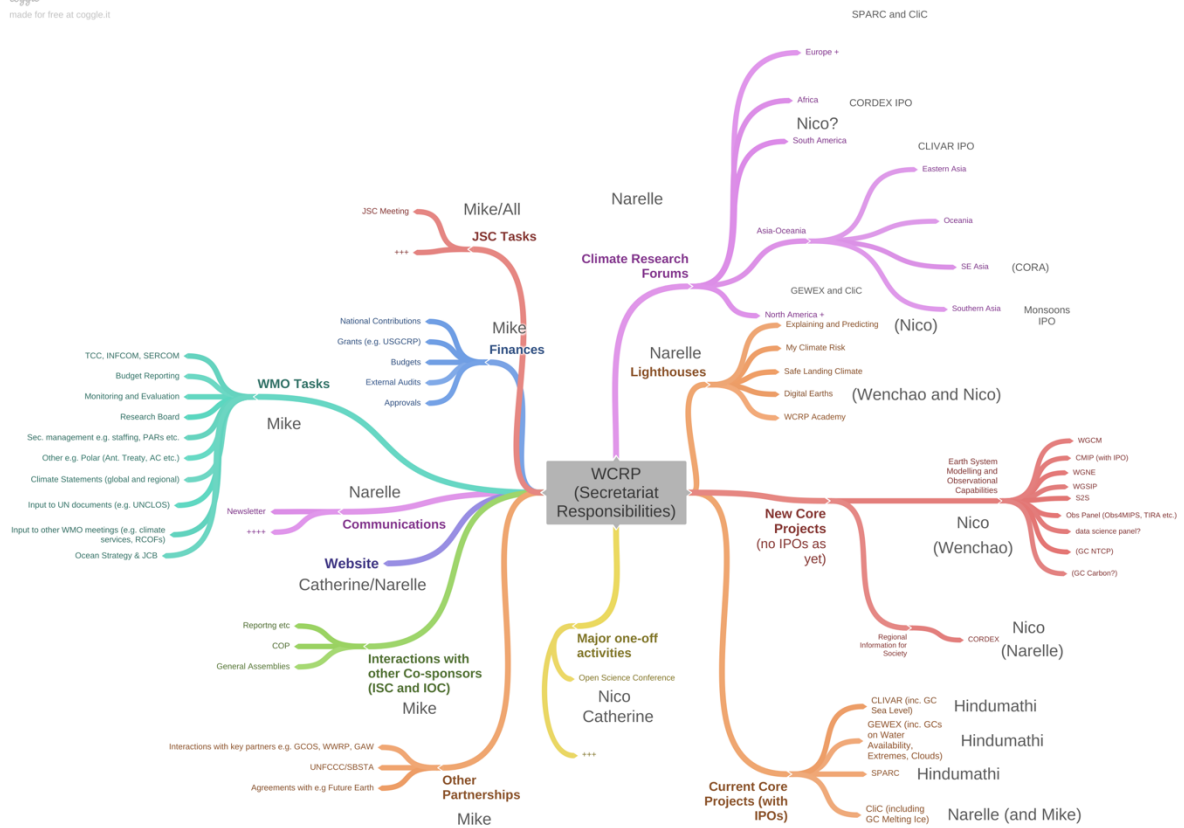 made for free at coggle.it
SPARC and CliC
Europe +
Africa
CORDEX IPO
Nico?
South America
CLIVAR IPO
Eastern Asia
Narelle
Asia-Oceania
Oceania
SE Asia
(CORA)
Climate Research
Forums
GEWEX and CliC
Southern Asia
Monsoons
IPO
North America +
JSC Meeting
Mike/All
JSC Tasks
+++
National Contributions
Mike
Grants (e.g. USGCRP)
Finances
Budgets
External Audits
Approvals
Explaining and Predicting
(Nico)
My Climate Risk
Narelle
Lighthouses
Safe Landing Climate
Digital Earths
(Wenchao and Nico)
WCRP Academy
TCC, INFCOM, SERCOM
Budget Reporting
WMO Tasks
Monitoring and Evaluation
Research Board
Mike
Sec. management e.g. staffing, PARs etc.
Other e.g. Polar (Ant. Treaty, AC etc.)
Climate Statements (global and regional)
Input to UN documents (e.g. UNCLOS)
Input to other WMO meetings (e.g. climate
services, RCOFs)
Ocean Strategy & JCB
WCRP
(Secretariat
Responsibilities)
Narelle
Newsletter
Communications
++++
Website
Catherine/Narelle
Earth System
Modelling and
Observational
Capabilities
WGCM
CMIP (with IPO)
WGNE
WGSIP
S2S
Obs Panel (Obs4MIPS, TIRA etc.)
data science panel?
(GC NTCP)
(GC Carbon?)
New Core
Projects
(no IPOs as
yet)
Nico
(Wenchao)
Regional
Information for
Society
CORDEX
Nico
(Narelle)
Reportng etc
COP
General Assemblies
Interactions with
other Co-sponsors
(ISC and IOC)
Mike
Major one-off
activities
Open Science Conference
Nico
Catherine
+++
Interactions with key partners e.g. GCOS, WWRP, GAW
UNFCCC/SBSTA
Agreements with e.g Future Earth
Other
Partnerships
Mike
CLIVAR (inc. GC
Sea Level)
Hindumathi
GEWEX (inc. GCs
on Water
Availability,
Extremes, Clouds)
Hindumathi
SPARC
Hindumathi
Current Core
Projects (with
IPOs)
CliC (including
GC Melting Ice)
Narelle (and Mike)